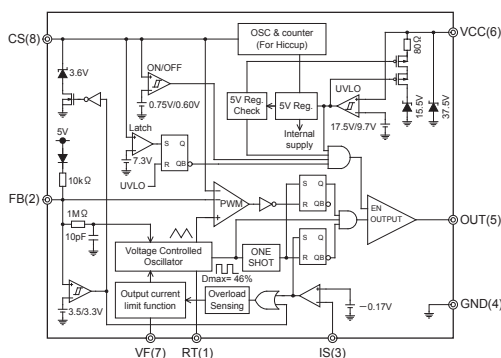 CS(8)
OSC & counter
(For Hiccup)
VCC(6)
80Ω
3.6V
ON/OFF
UVLO
5V Reg.
Check
5V Reg.
15.5V
37.5V
0.75V/0.60V
Internal
supply
17.5V/9.7V
5V
Latch
S
Q
R
QB
7.3V
UVLO
10kΩ
FB(2)
PWM
S
Q
R
QB
EN
OUTPUT
OUT(5)
1MΩ
10pF
Voltage Controlled
Oscillator
ONE
SHOT
S
Q
R
QB
Dmax= 46%
3.5/3.3V
Output current
limit function
Overload
Sensing
−0.17V
GND(4)
VF(7)
RT(1)
IS(3)